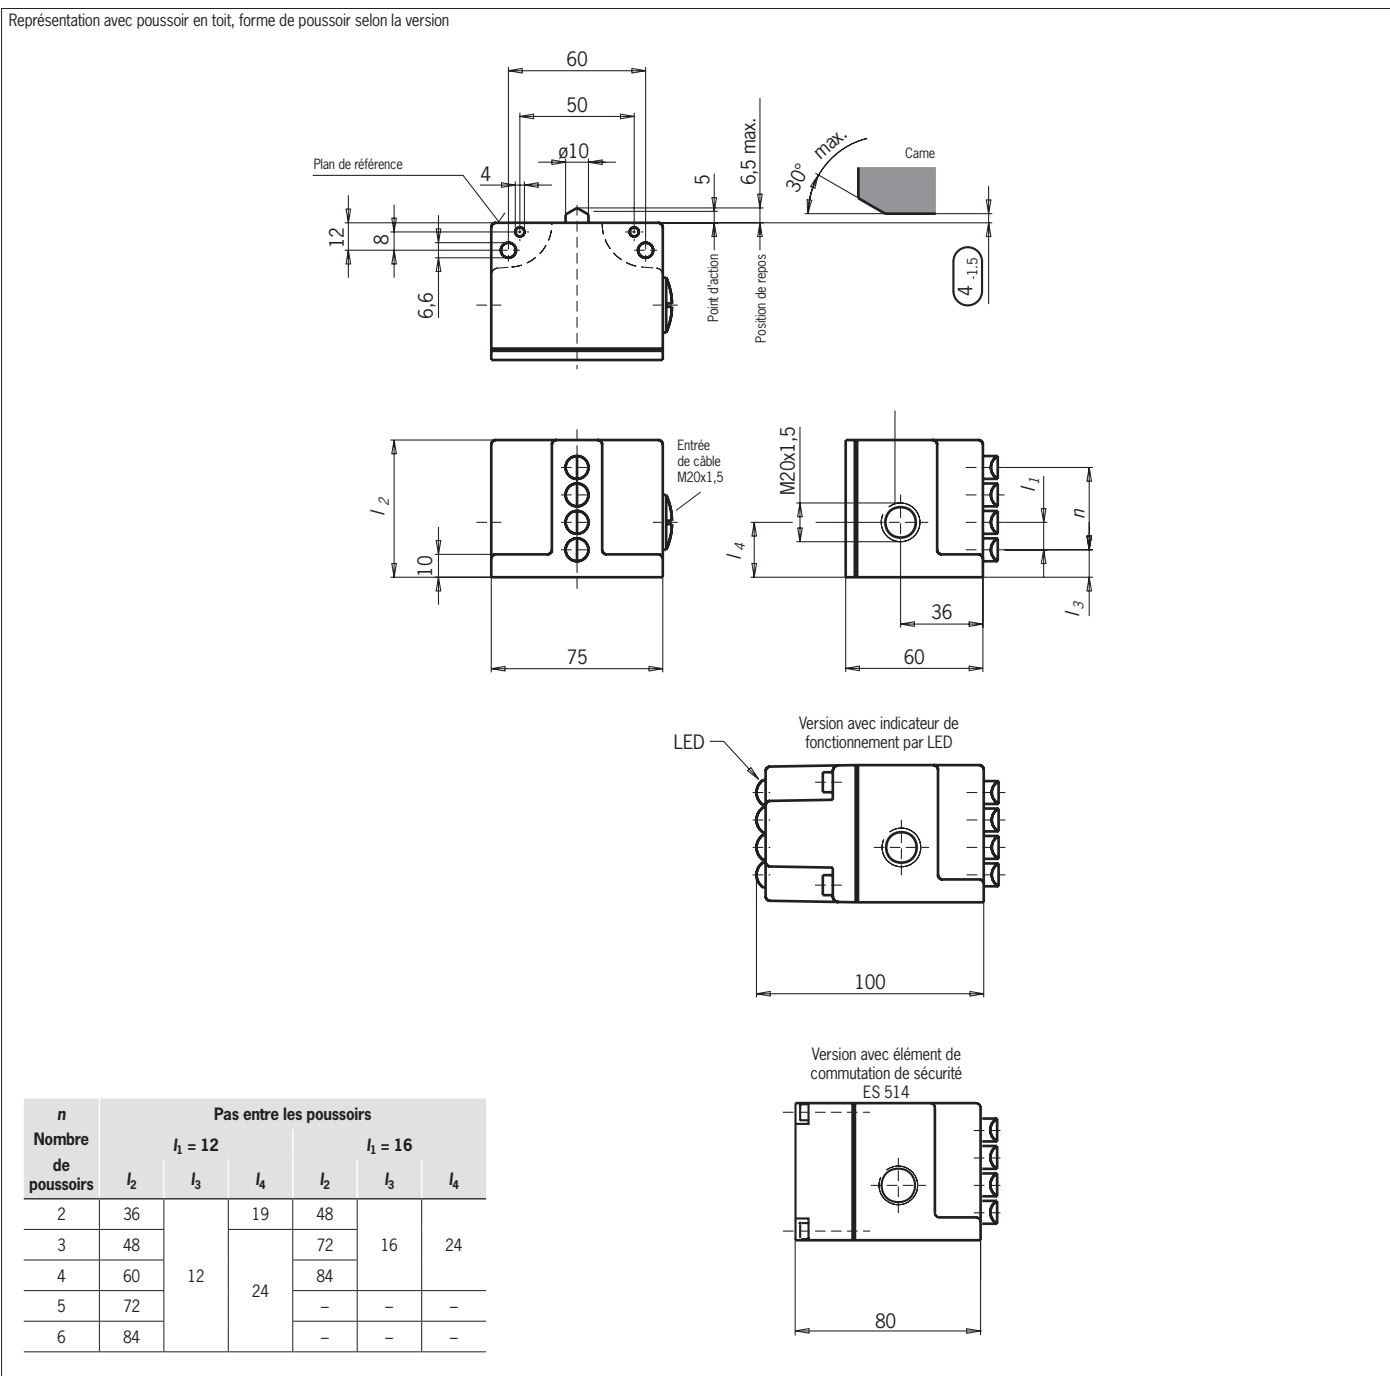 Représentation avec poussoir en toit, forme de poussoir selon la version
60
50
ø10
4
Plan de référence
12
8
6,6
5
6,5 max.
Point d'action
Position de repos
30° max.
Came
4 -1.5
l 2
10
75
Entrée
de câble
M20x1,5
M20x1,5
l 4
l 1
n
l 3
36
60
Version avec indicateur de
fonctionnement par LED
LED
100
Version avec élément de
commutation de sécurité
ES 514
80
n
Nombre
de
poussoirs
Pas entre les poussoirs
l1 = 12 l1 = 16
l2 l3 l4 l2 l3 l4
2 36 19 48
3 48 72 16 24
4 60 12 84
24
5 72 – – –
6 84 – – –